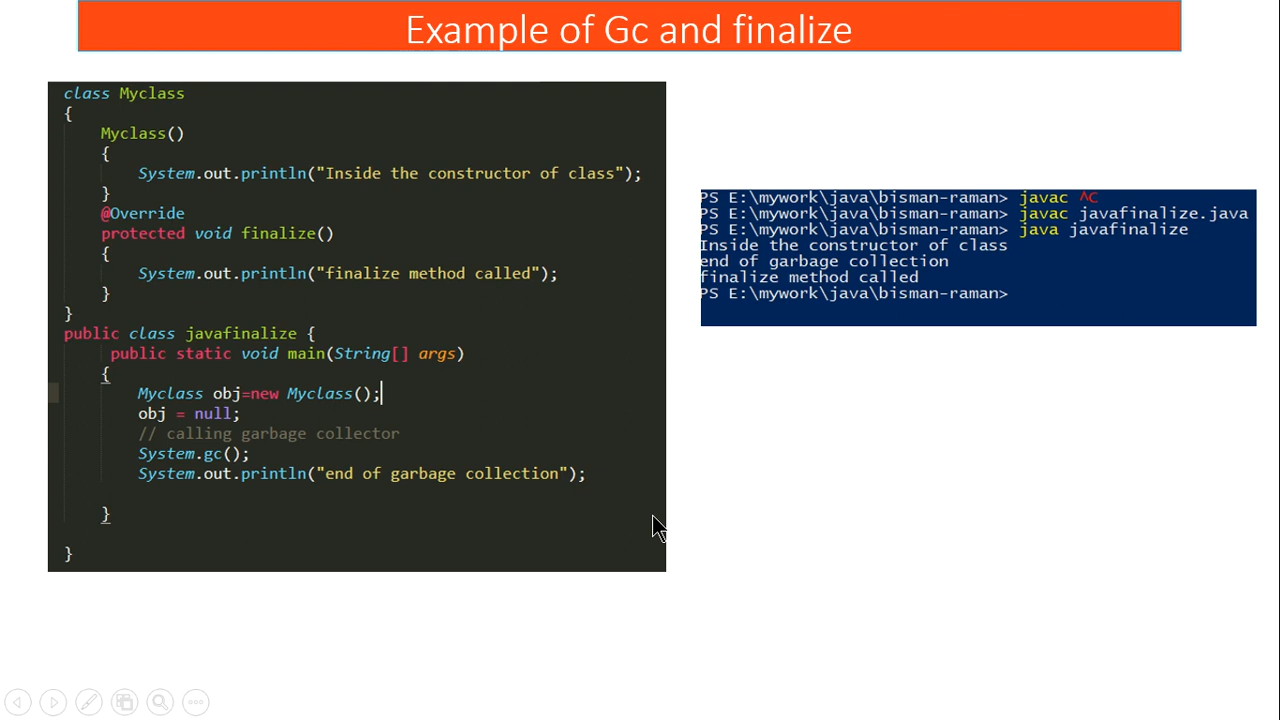 Example of Gc and finalize
class Myclass
{
Myclass()
{
System.out.println("Inside the constructor of class");
}
@Override
protected void finalize()
{
System.out.println("finalize method called");
}
}
public class javafinalize {
public static void main(String[] args)
{
Myclass obj=new Myclass();
obj = null;
// calling garbage collector
System.gc();
System.out.println("end of garbage collection");
}
}
PS E:\mywork\java\bisman-raman> javac ^C
PS E:\mywork\java\bisman-raman> javac javafinalize.java
PS E:\mywork\java\bisman-raman> java javafinalize
Inside the constructor of class
end of garbage collection
finalize method called
PS E:\mywork\java\bisman-raman>